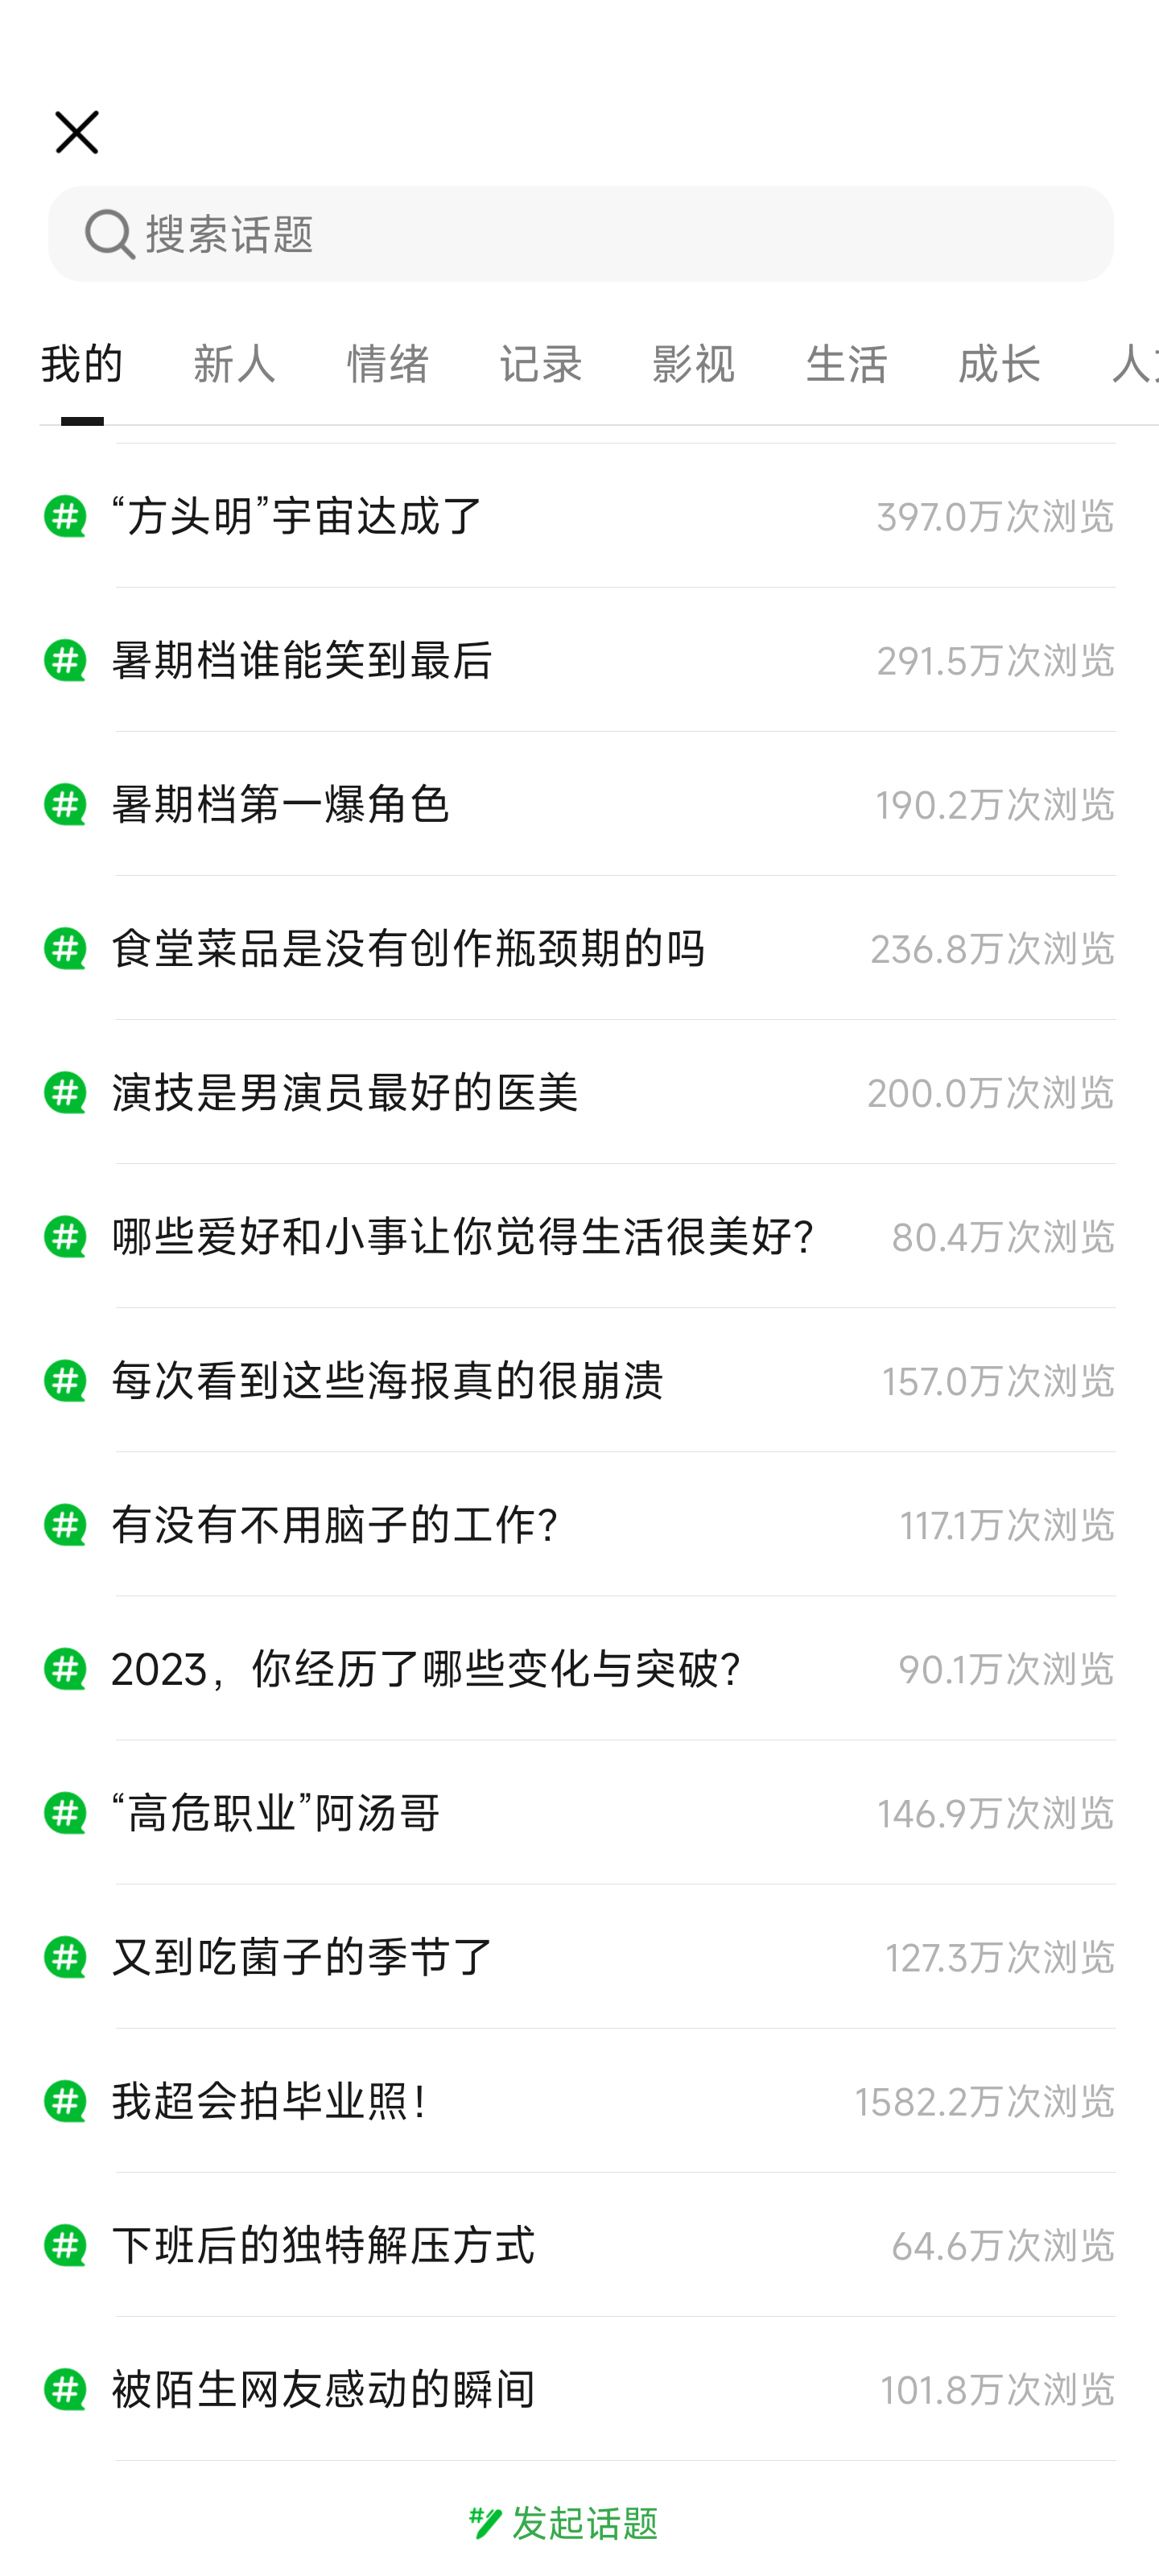 搜索话题
我的 新人 情绪 记录 影视 生活 成长 人
“方头明”宇宙达成了 397.0万次浏览
暑期档谁能笑到最后 291.5万次浏览
暑期档第一爆角色 190.2万次浏览
食堂菜品是没有创作瓶颈期的吗 236.8万次浏览
演技是男演员最好的医美 200.0万次浏览
哪些爱好和小事让你觉得生活很美好? 80.4万次浏览
每次看到这些海报真的很崩溃 157.0万次浏览
有没有不用脑子的工作? 117.1万次浏览
2023，你经历了哪些变化与突破? 90.1万次浏览
“高危职业”阿汤哥 146.9万次浏览
又到吃菌子的季节了 127.3万次浏览
我超会拍毕业照！ 1582.2万次浏览
下班后的独特解压方式 64.6万次浏览
被陌生网友感动的瞬间 101.8万次浏览
发起话题